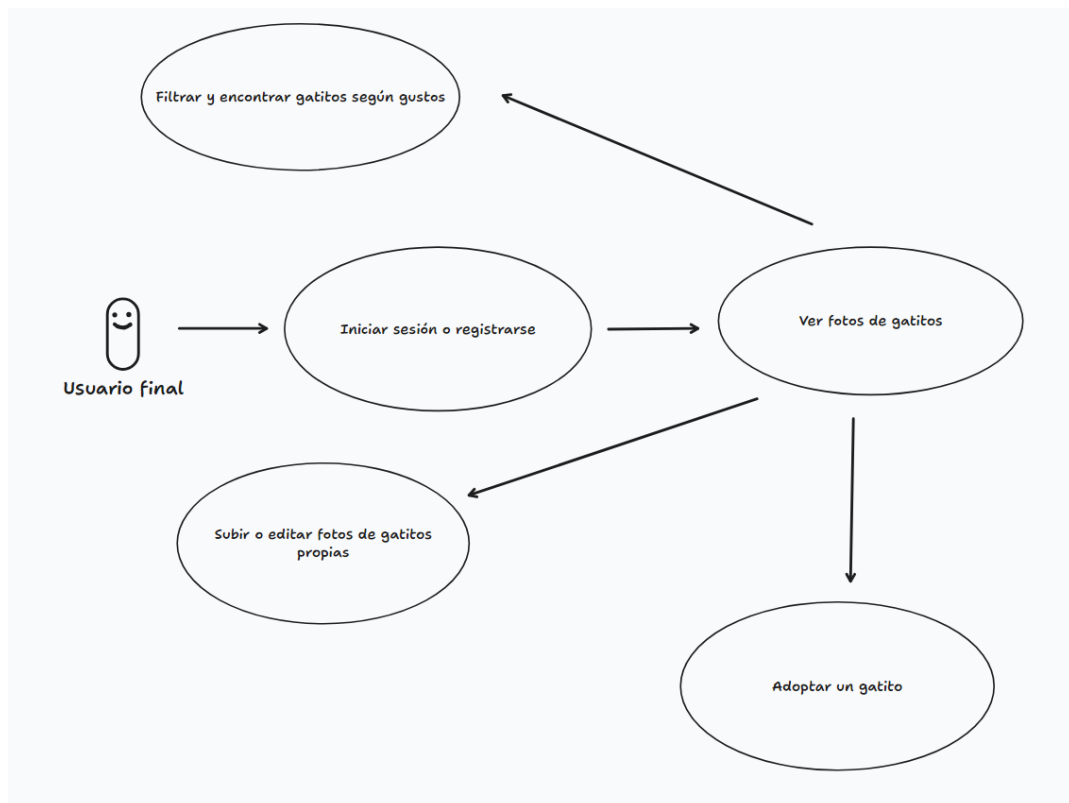 Filtrar y encontrar gatitos según gustos
Iniciar sesión o registrarse
Ver fotos de gatitos
Usuario final
Subir o editar fotos de gatitos
propias
Adoptar un gatito